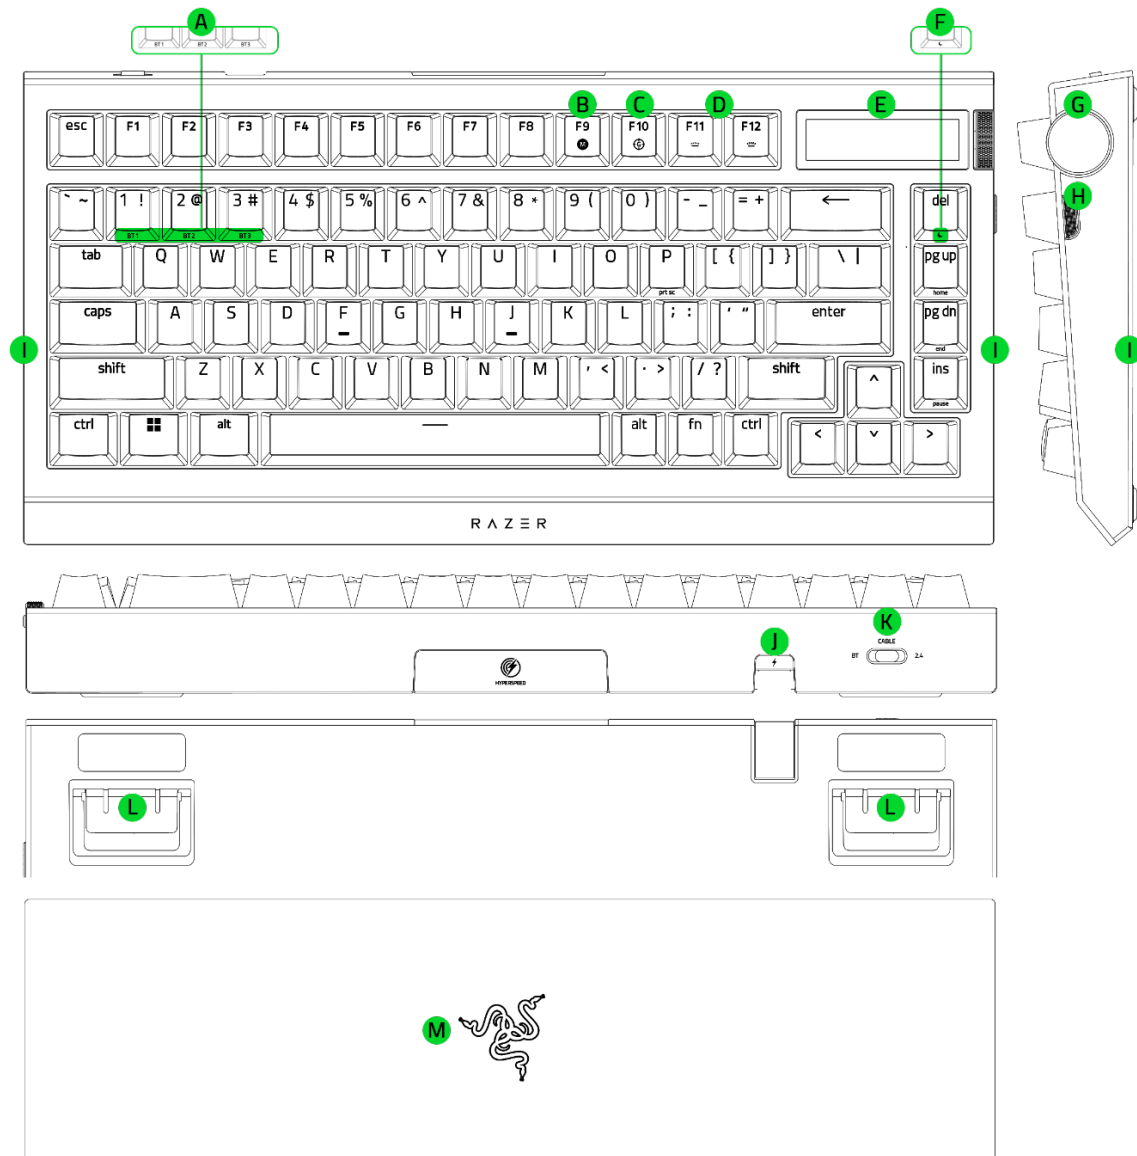 A F
BT1 BT2 BT3
B C D E G
esc F1 F2 F3 F4 F5 F6 F7 F8 F9 F10 F11 F12
M
H
` ~ 1 ! 2 @ 3 # 4 $ 5 % 6 ^ 7 & 8 * 9 ( 0 ) - _ = + ← del
BT1 BT2 BT3
tab Q W E R T Y U I O P [ { ] } \ | pg up
prt sc home
caps A S D F G H J K L ; : ' " enter pg dn
end
I I I
shift Z X C V B N M , < . > / ? shift ^ ins
pause
ctrl alt alt fn ctrl < v >
RAZER
K
J CABLE
BT 2.4
HYPERSPEED
L L
M